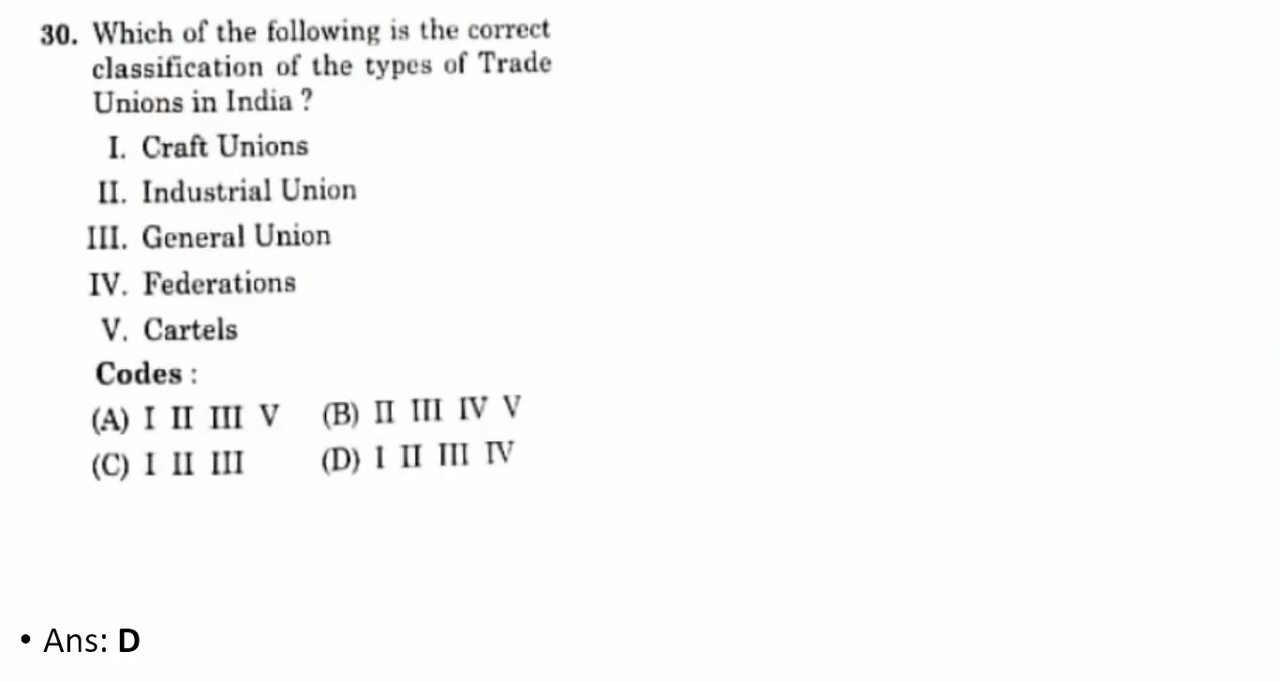 30. Which of the following is the correct
classification of the types of Trade
Unions in India ?
I. Craft Unions
II. Industrial Union
III. General Union
IV. Federations
V. Cartels
Codes :
(A) I II III V (B) II III IV V
(C) I II III (D) I II III IV
• Ans: D